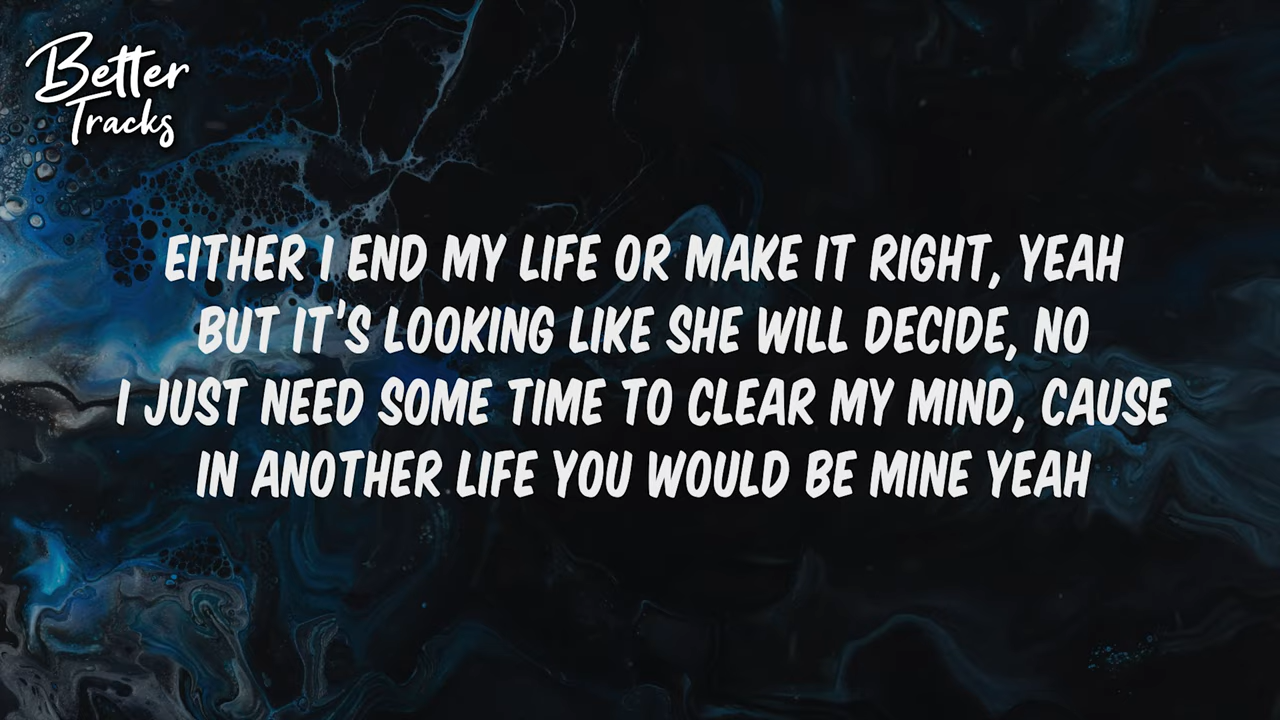 Better
Tracks
EITHER I END MY LIFE OR MAKE IT RIGHT, YEAH
BUT IT'S LOOKING LIKE SHE WILL DECIDE, NO
I JUST NEED SOME TIME TO CLEAR MY MIND, CAUSE
IN ANOTHER LIFE YOU WOULD BE MINE YEAH